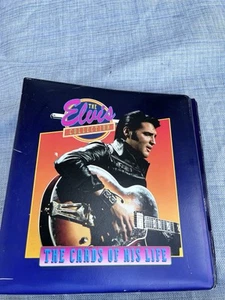 THE
Elvis
COLLECTION
THE CARDS OF HIS LIFE